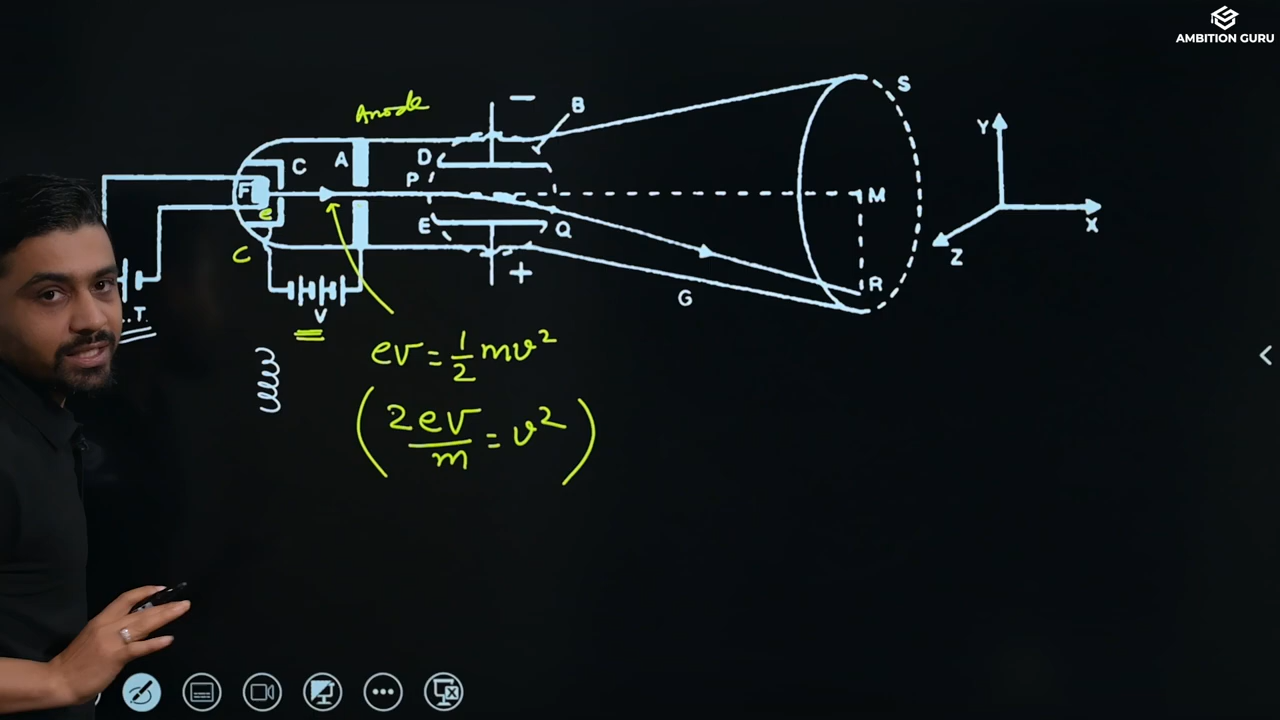 AMBITION GURU
Anode
−
B
S
Y
C
A
D
P
F
e
M
X
Z
E
Q
C
+
R
G
.T.
V
ev = 1/2 mv²
(2ev/m = v²)